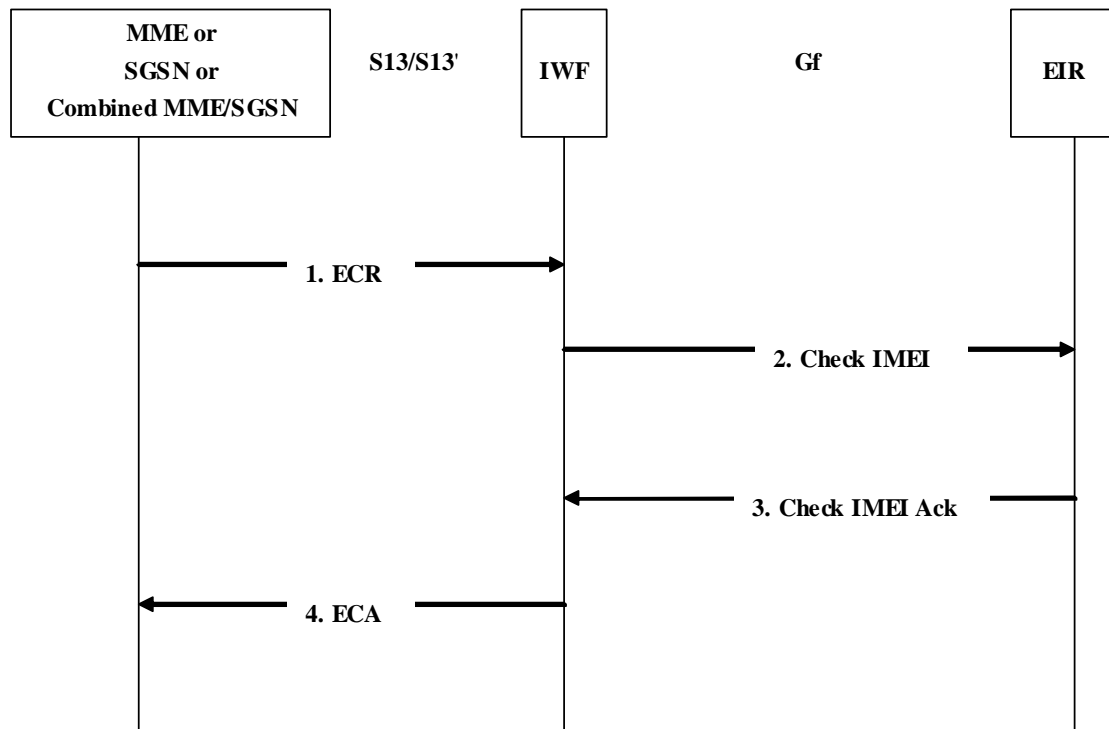 MME or
SGSN or
Combined MME/SGSN
S13/S13'
IWF
Gf
EIR
1. ECR
2. Check IMEI
3. Check IMEI Ack
4. ECA